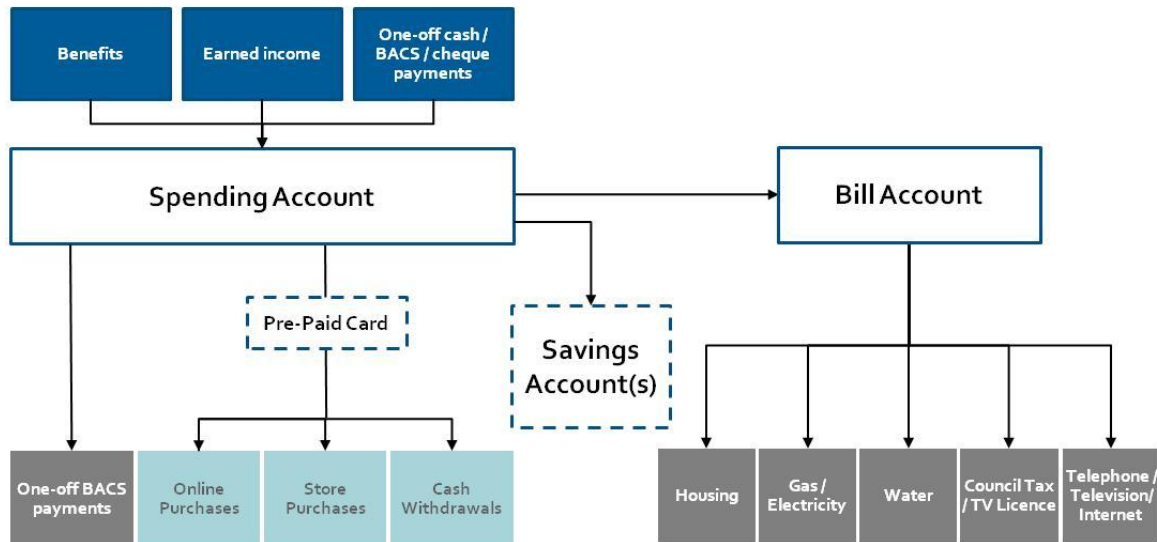 Benefits
Earned income
One-off cash /
BACS / cheque
payments
Spending Account
Bill Account
Pre-Paid Card
Savings
Account(s)
One-off BACS
payments
Online
Purchases
Store
Purchases
Cash
Withdrawals
Housing
Gas /
Electricity
Water
Council Tax
/ TV Licence
Telephone /
Television/
Internet